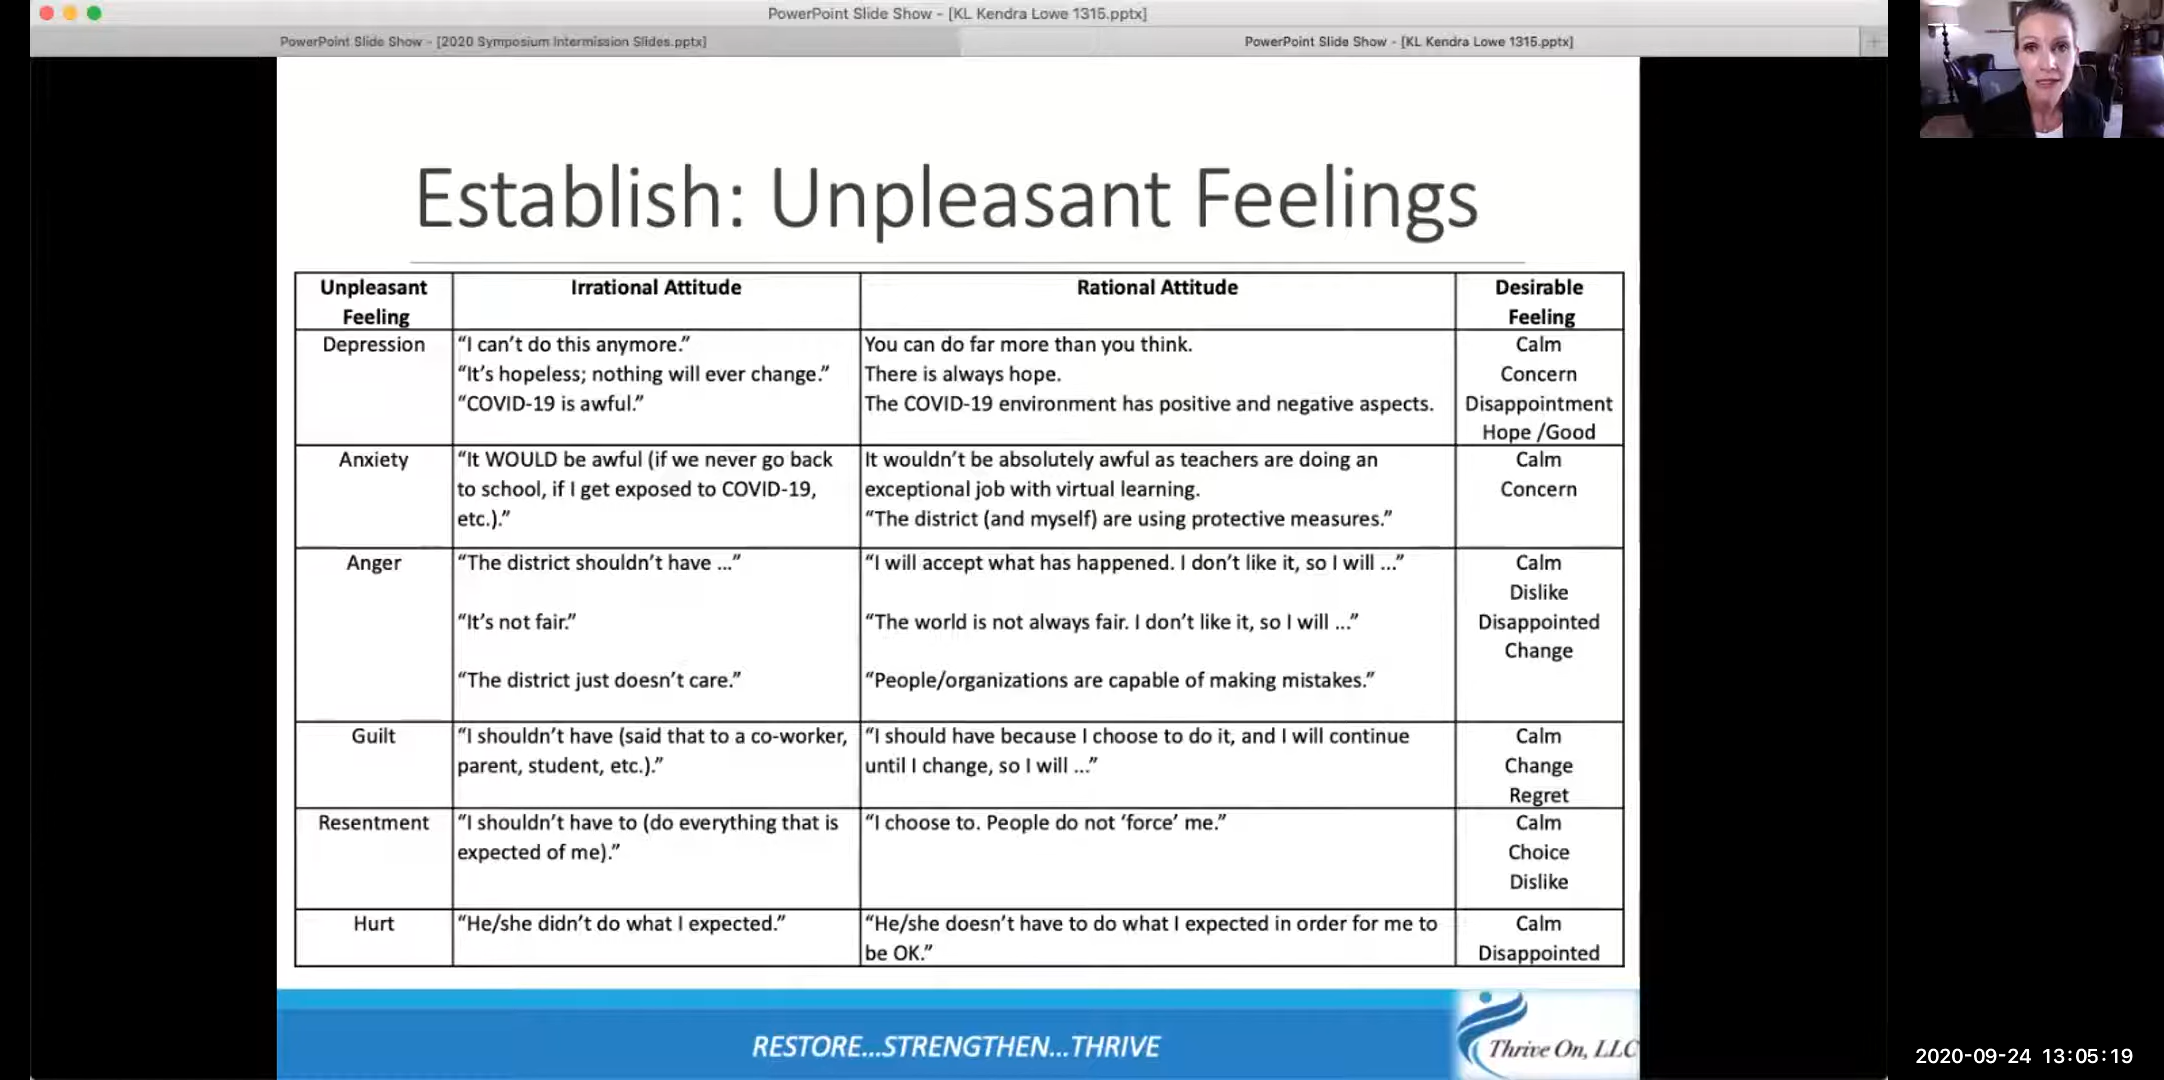 PowerPoint Slide Show - [KL Kendra Lowe 1315.pptx]
PowerPoint Slide Show - [2020 Symposium Intermission Slides.pptx]
PowerPoint Slide Show - [KL Kendra Lowe 1315.pptx]
Establish: Unpleasant Feelings
Unpleasant
Feeling
Irrational Attitude
Rational Attitude
Desirable
Feeling
Depression
“I can’t do this anymore.”
“It’s hopeless; nothing will ever change.”
“COVID-19 is awful.”
You can do far more than you think.
There is always hope.
The COVID-19 environment has positive and negative aspects.
Calm
Concern
Disappointment
Hope /Good
Anxiety
“It WOULD be awful (if we never go back
to school, if I get exposed to COVID-19,
etc.).”
It wouldn’t be absolutely awful as teachers are doing an
exceptional job with virtual learning.
“The district (and myself) are using protective measures.”
Calm
Concern
Anger
“The district shouldn’t have ...”
“It’s not fair.”
“The district just doesn’t care.”
“I will accept what has happened. I don’t like it, so I will ...”
“The world is not always fair. I don’t like it, so I will ...”
“People/organizations are capable of making mistakes.”
Calm
Dislike
Disappointed
Change
Guilt
“I shouldn’t have (said that to a co-worker,
parent, student, etc.).”
“I should have because I choose to do it, and I will continue
until I change, so I will ...”
Calm
Change
Regret
Resentment
“I shouldn’t have to (do everything that is
expected of me).”
“I choose to. People do not ‘force’ me.”
Calm
Choice
Dislike
Hurt
“He/she didn’t do what I expected.”
“He/she doesn’t have to do what I expected in order for me to
be OK.”
Calm
Disappointed
RESTORE...STRENGTHEN...THRIVE
Thrive On, LLC
2020-09-24 13:05:19